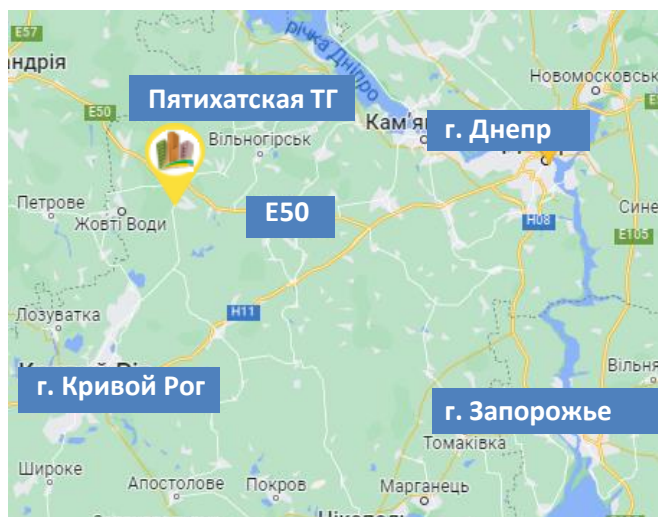 E57
андрія
річка Дніпро
Новомосковськ
Пятихатская ТГ
E50
Кам'я
г. Днепр
Вільногірськ
Петрове
Жовті Води
E50
H08
Сине
E105
H11
Лозуватка
Вільня
г. Кривой Рог
г. Запорожье
Томаківка
Широке
Апостолове
Покров
Марганець